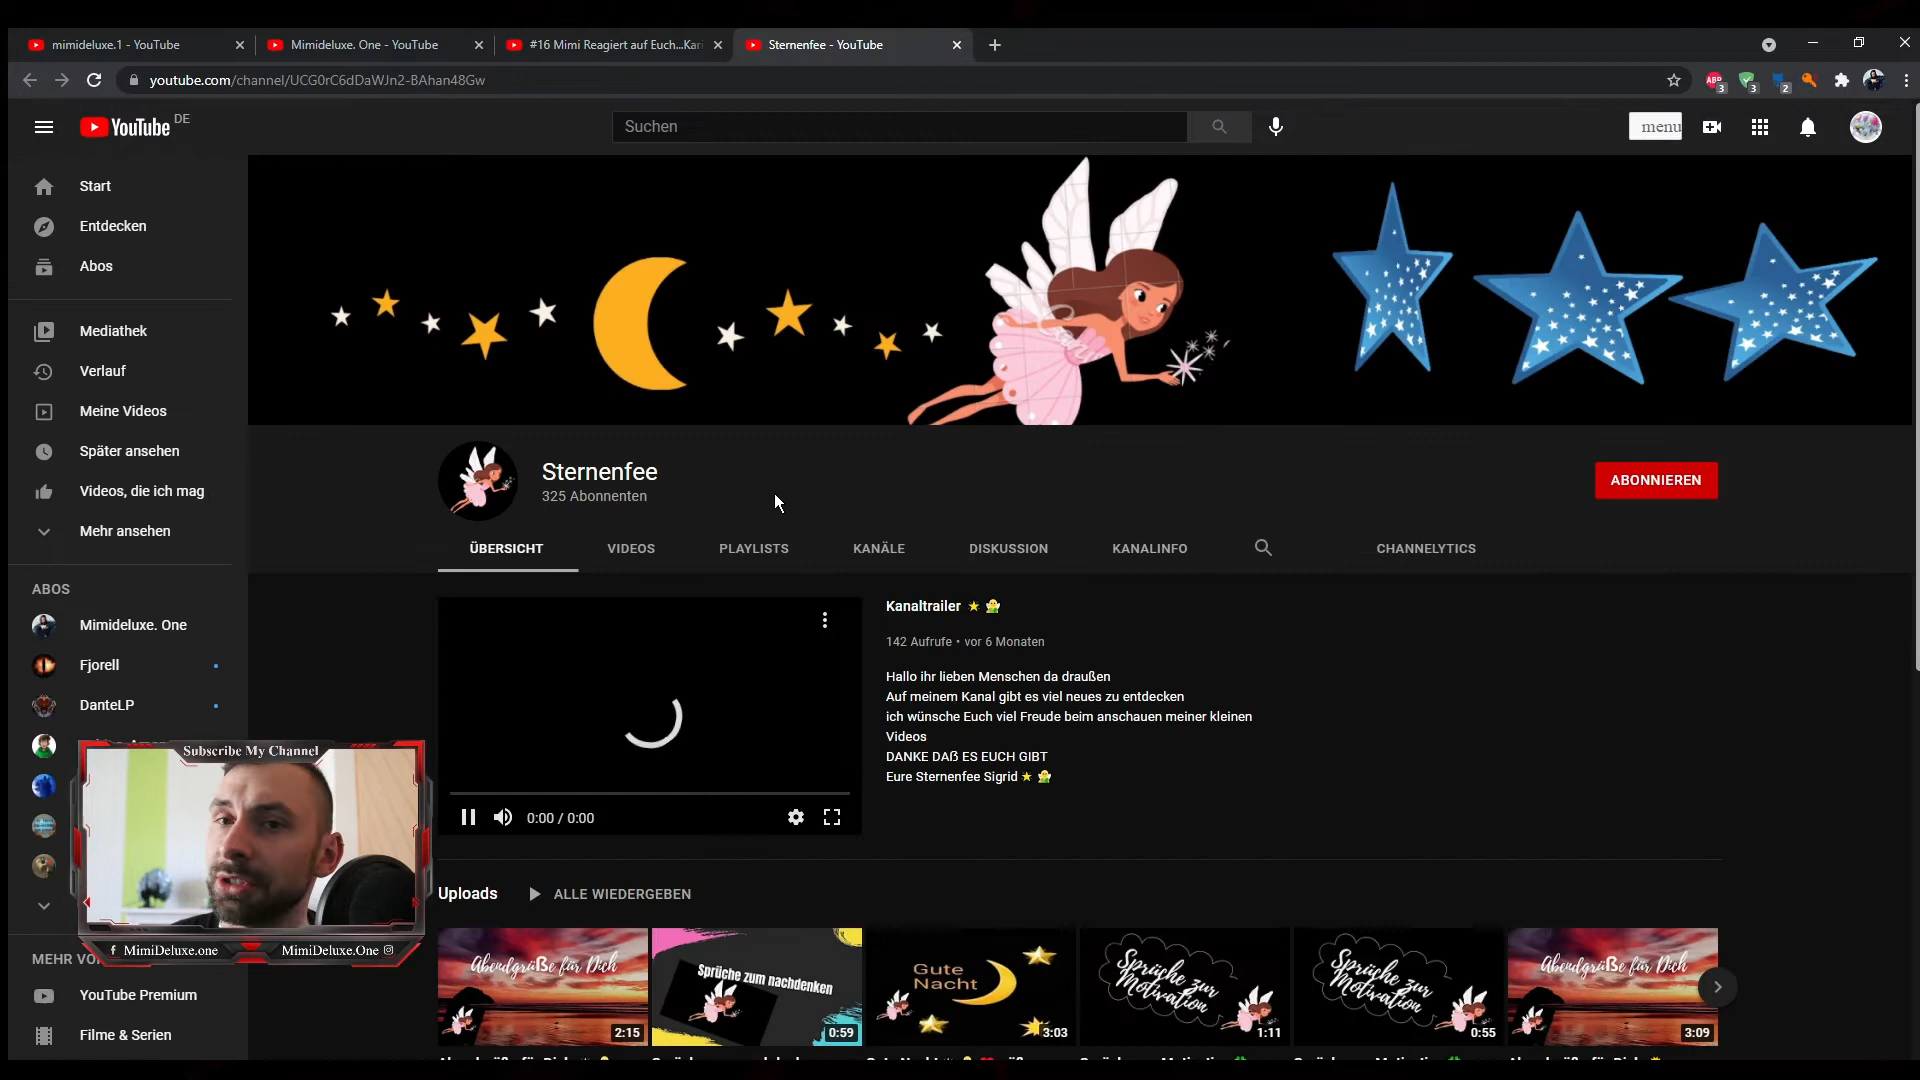 mimideluxe.1 - YouTube
Mimideluxe. One - YouTube
#16 Mimi Reagiert auf Euch...Kar
Sternenfee - YouTube
youtube.com/channel/UCG0rC6dDaWJn2-BAhan48Gw
ABP
3
3
2
YouTube DE
Suchen
menu
Start
Entdecken
Abos
Mediathek
Verlauf
Meine Videos
Später ansehen
Videos, die ich mag
Mehr ansehen
ABOS
Mimideluxe. One
Fjorell
DanteLP
Subscribe My Channel
MimiDeluxe.one
MimiDeluxe.One
MEHR VO
YouTube Premium
Filme & Serien
Sternenfee
325 Abonnenten
ABONNIEREN
ÜBERSICHT
VIDEOS
PLAYLISTS
KANÄLE
DISKUSSION
KANALINFO
CHANNELYTICS
0:00 / 0:00
Kanaltrailer
142 Aufrufe • vor 6 Monaten
Hallo ihr lieben Menschen da draußen
Auf meinem Kanal gibt es viel neues zu entdecken
ich wünsche Euch viel Freude beim anschauen meiner kleinen
Videos
DANKE DAß ES EUCH GIBT
Eure Sternenfee Sigrid
Uploads
ALLE WIEDERGEBEN
Abendgrüße für Dich
2:15
Sprüche zum nachdenken
0:59
Gute
Nacht
3:03
Sprüche zur
Motivation
1:11
Sprüche zur
Motivation
0:55
Abendgrüße für Dich
3:09